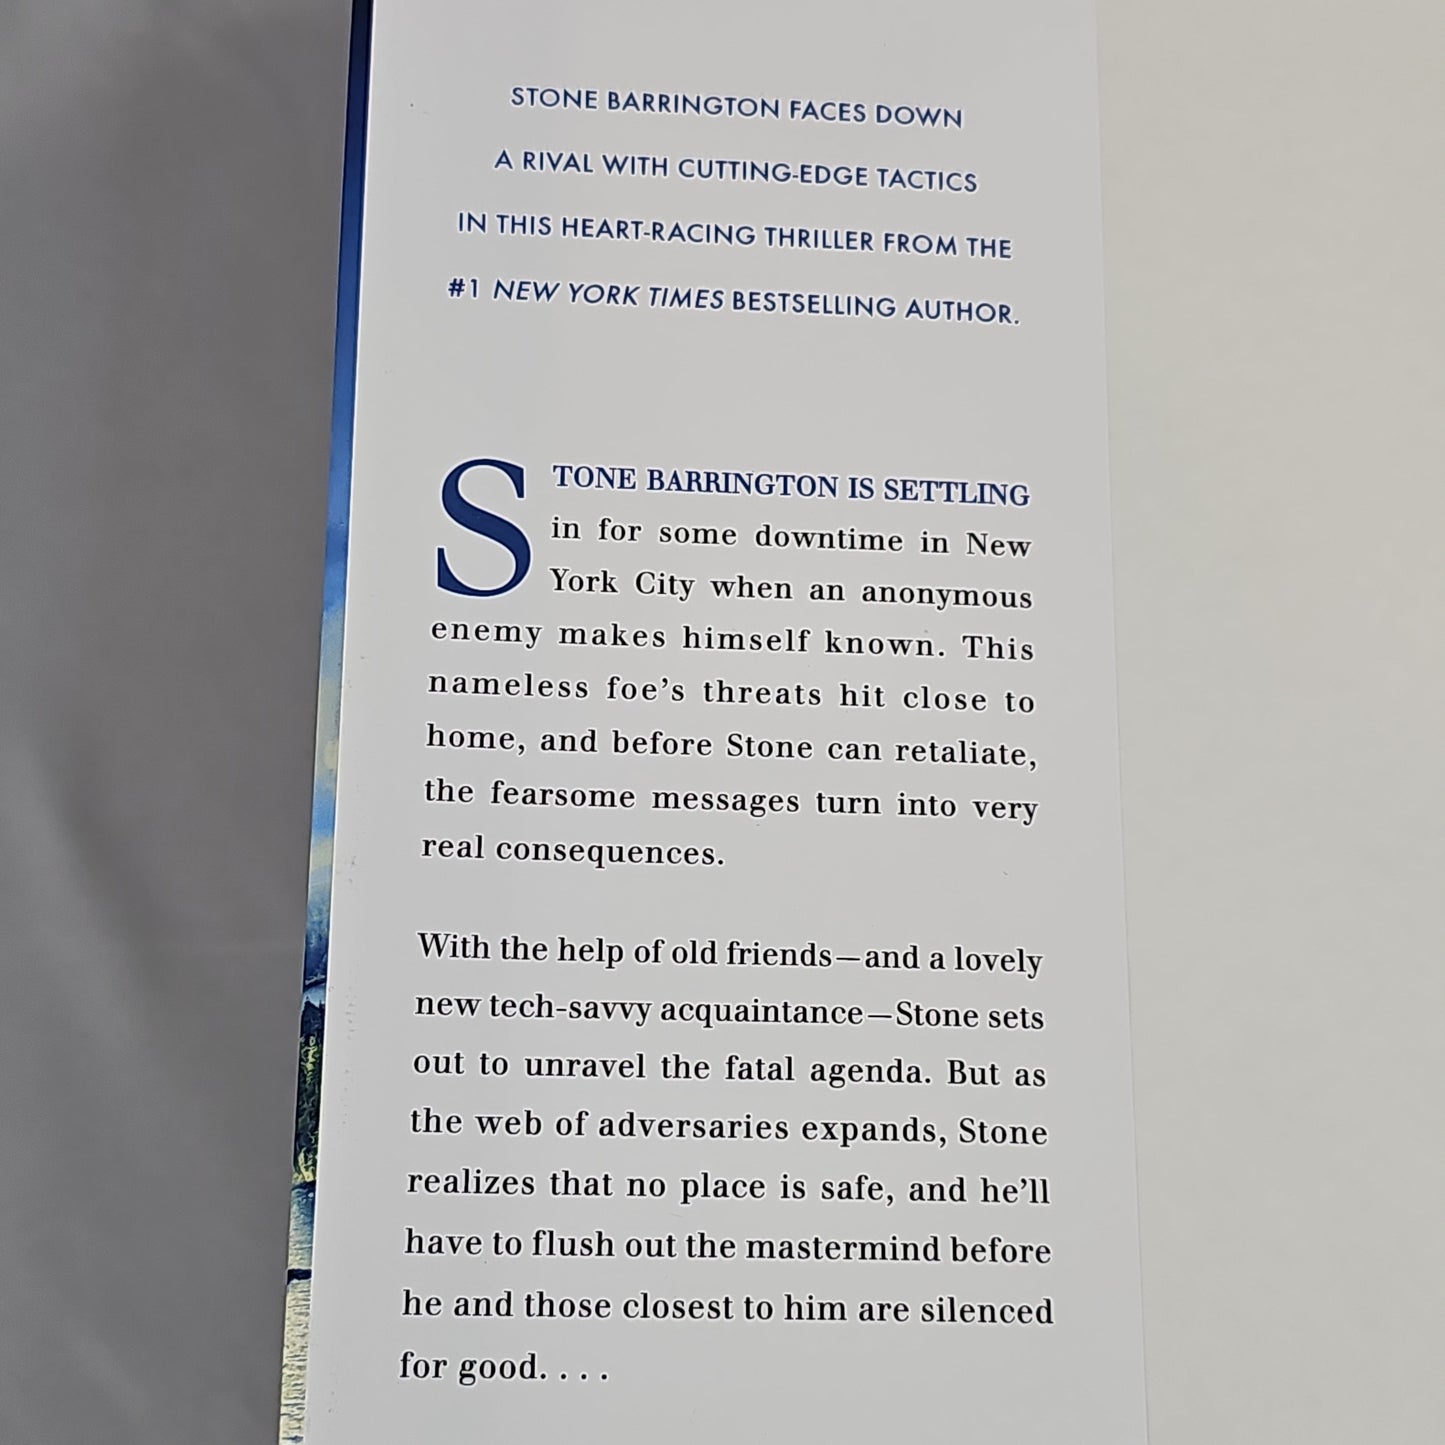 STONE BARRINGTON FACES DOWN
A RIVAL WITH CUTTING-EDGE TACTICS
IN THIS HEART-RACING THRILLER FROM THE
#1 NEW YORK TIMES BESTSELLING AUTHOR.
STONE BARRINGTON IS SETTLING
in for some downtime in New
York City when an anonymous
enemy makes himself known. This
nameless foe’s threats hit close to
home, and before Stone can retaliate,
the fearsome messages turn into very
real consequences.
With the help of old friends—and a lovely
new tech-savvy acquaintance—Stone sets
out to unravel the fatal agenda. But as
the web of adversaries expands, Stone
realizes that no place is safe, and he’ll
have to flush out the mastermind before
he and those closest to him are silenced
for good. . . .